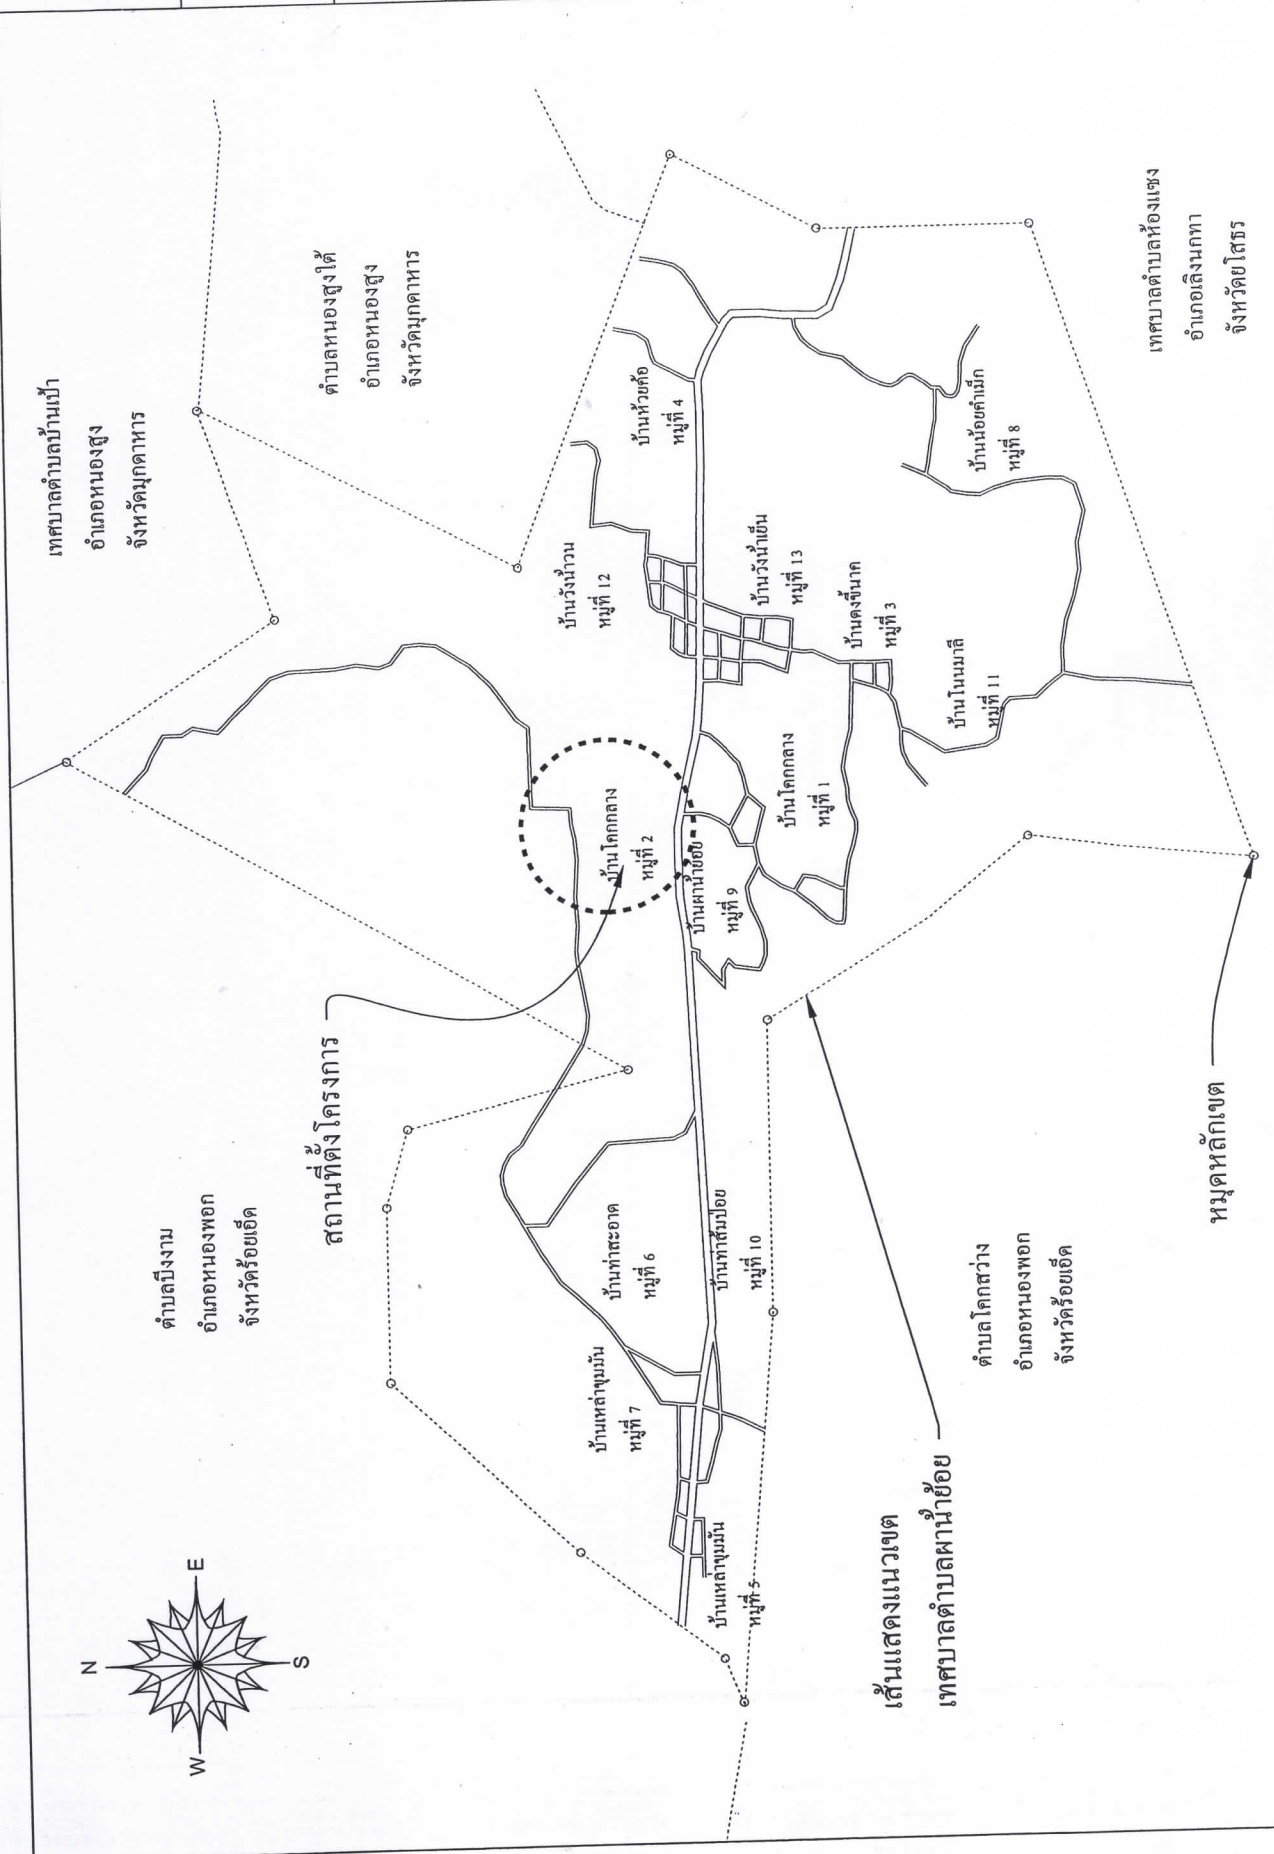 เทศบาลตำบลบ้านเป้า
อำเภอหนองสูง
จังหวัดมุกดาหาร
ตำบลหนองสูงใต้
อำเภอหนองสูง
จังหวัดมุกดาหาร
ตำบลบึงงาม
อำเภอหนองพอก
จังหวัดร้อยเอ็ด
สถานที่ตั้งโครงการ
N
W
E
S
บ้านเหล่าขุมมัน
หมู่ที่ 7
บ้านท่าสะอาด
หมู่ที่ 6
บ้านโคกกลาง
หมู่ที่ 2
บ้านวังน้ำวน
หมู่ที่ 12
บ้านห้วยค้อ
หมู่ที่ 4
บ้านเหล่าขุมมัน
หมู่ที่ 5
บ้านท่าส้มป่อย
หมู่ที่ 10
บ้านผาน้ำย้อย
หมู่ที่ 9
บ้านโคกกลาง
หมู่ที่ 1
บ้านวังน้ำเย็น
หมู่ที่ 13
บ้านดงขี้นาค
หมู่ที่ 3
บ้านโนนมาลี
หมู่ที่ 11
บ้านน้อยคำเม็ก
หมู่ที่ 8
เส้นแสดงแนวเขต
เทศบาลตำบลผาน้ำย้อย
ตำบลโคกสว่าง
อำเภอหนองพอก
จังหวัดร้อยเอ็ด
หมุดหลักเขต
เทศบาลตำบลห้องแซง
อำเภอเลิงนกทา
จังหวัดยโสธร